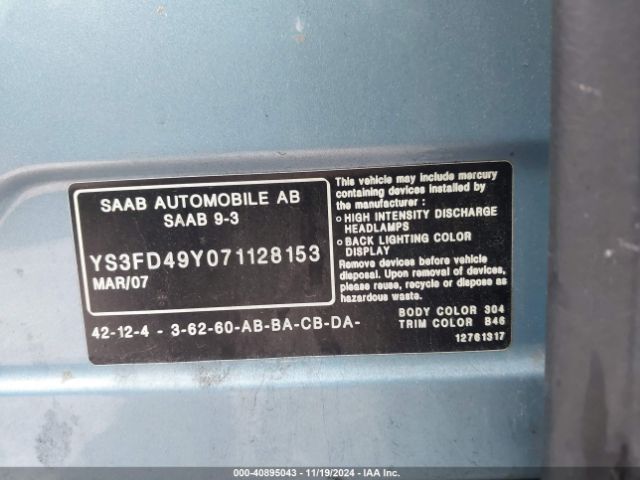 SAAB AUTOMOBILE AB
SAAB 9-3
YS3FD49Y071128153
MAR/07
This vehicle may include mercury
containing devices installed by
the manufacturer :
o HIGH INTENSITY DISCHARGE
HEADLAMPS
o BACK LIGHTING COLOR
DISPLAY
Remove devices before vehicle
disposal. Upon removal of devices,
please reuse, recycle or dispose as
hazardous waste.
42-12-4 - 3-62-60-AB-BA-CB-DA-
BODY COLOR 304
TRIM COLOR B46
12761317
000-40895043 - 11/19/2024 - IAA Inc.